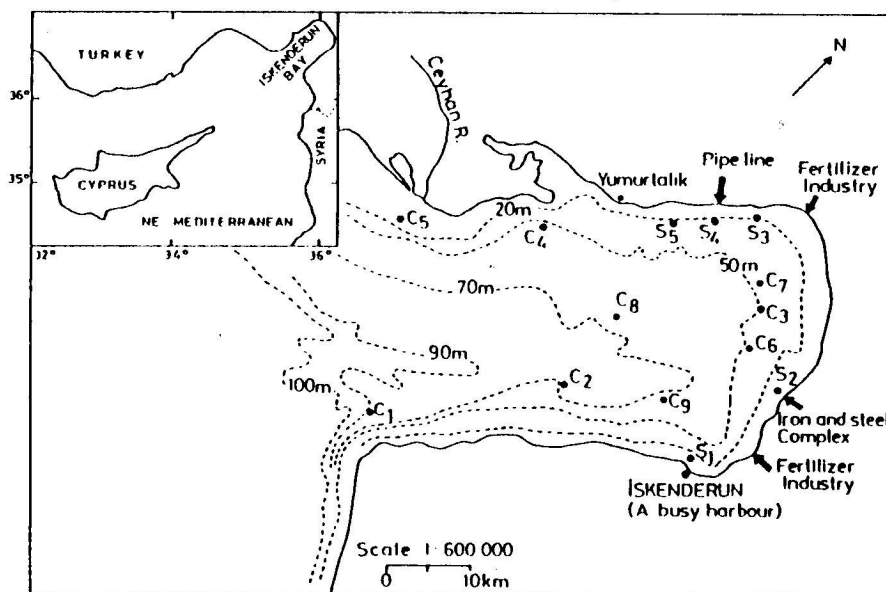 TURKEY
ISKENDERUN
BAY
36°
SYRIA
35°
CYPRUS
NE MEDITERRANEAN
32°
34°
36°
N
Ceyhan R.
Yumurtalık
Pipe line
Fertilizer
Industry
20m
C5
C4
S5
S4
S3
50m
C7
70m
C8
C3
C6
90m
100m
C2
C9
S2
C1
Iron and steel
Complex
S1
Fertilizer
Industry
İSKENDERUN
(A busy harbour)
Scale 1:600 000
0
10km